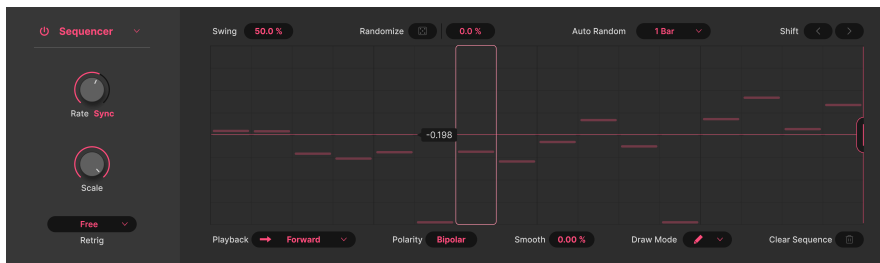 Sequencer
Swing 50.0 % Randomize 0.0 % Auto Random 1 Bar Shift
Rate Sync
-0.198
Scale
Free
Retrig
Playback Forward Polarity Bipolar Smooth 0.00 % Draw Mode Clear Sequence